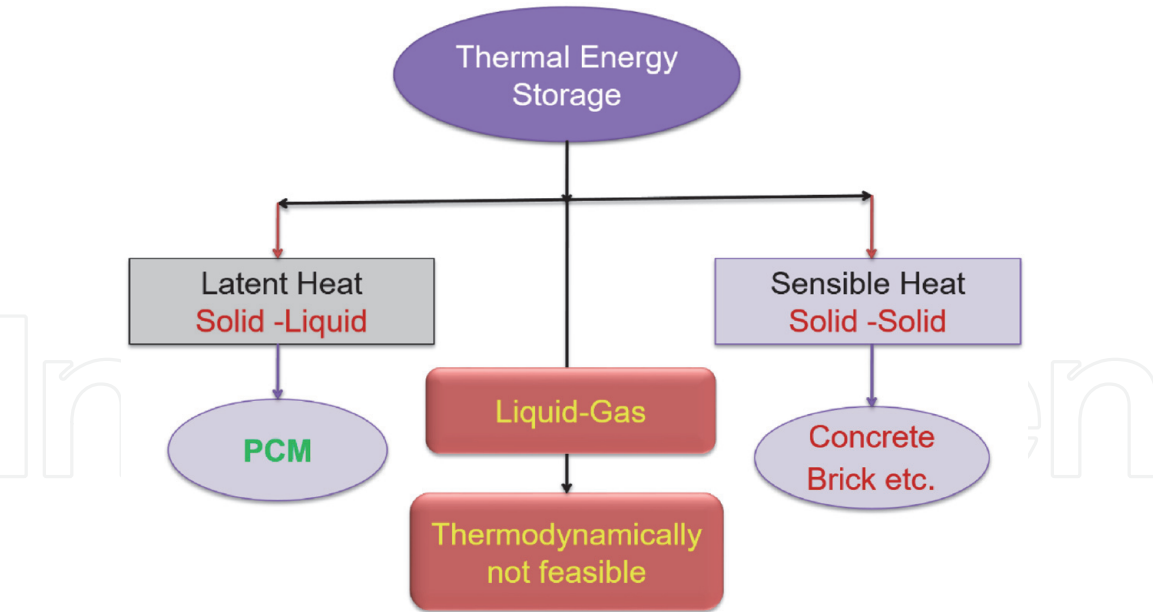 Thermal Energy
Storage
Latent Heat
Solid -Liquid
Sensible Heat
Solid -Solid
Liquid-Gas
PCM
Concrete
Brick etc.
Thermodynamically
not feasible